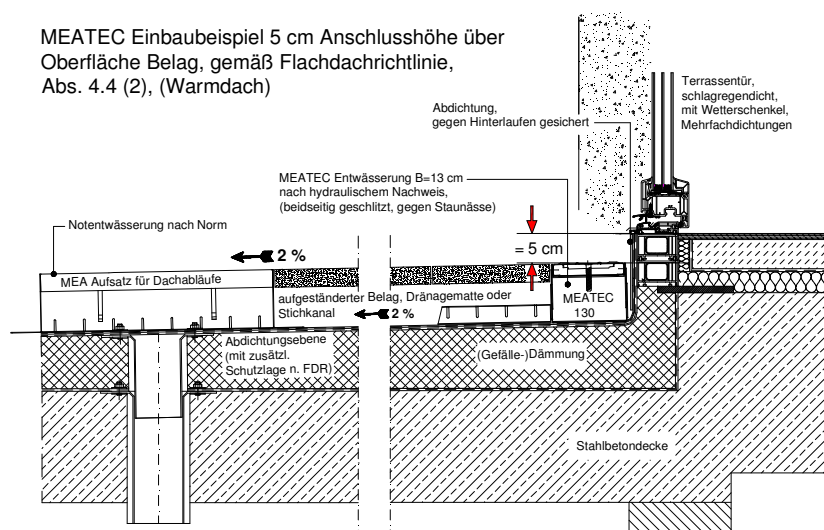 MEATEC Einbaubeispiel 5 cm Anschlusshöhe über
Oberfläche Belag, gemäß Flachdachrichtlinie,
Abs. 4.4 (2), (Warmdach)
Terrassentür,
schlagregendicht,
mit Wetterschenkel,
Mehrfachdichtungen
Abdichtung,
gegen Hinterlaufen gesichert
MEATEC Entwässerung B=13 cm
nach hydraulischem Nachweis,
(beidseitig geschlitzt, gegen Staunässe)
Notentwässerung nach Norm
2 %
= 5 cm
MEA Aufsatz für Dachabläufe
aufgeständerter Belag, Dränagematte oder
Stichkanal
2 %
MEATEC
130
Abdichtungsebene
(mit zusätzl.
Schutzlage n. FDR)
(Gefälle-)Dämmung
Stahlbetondecke